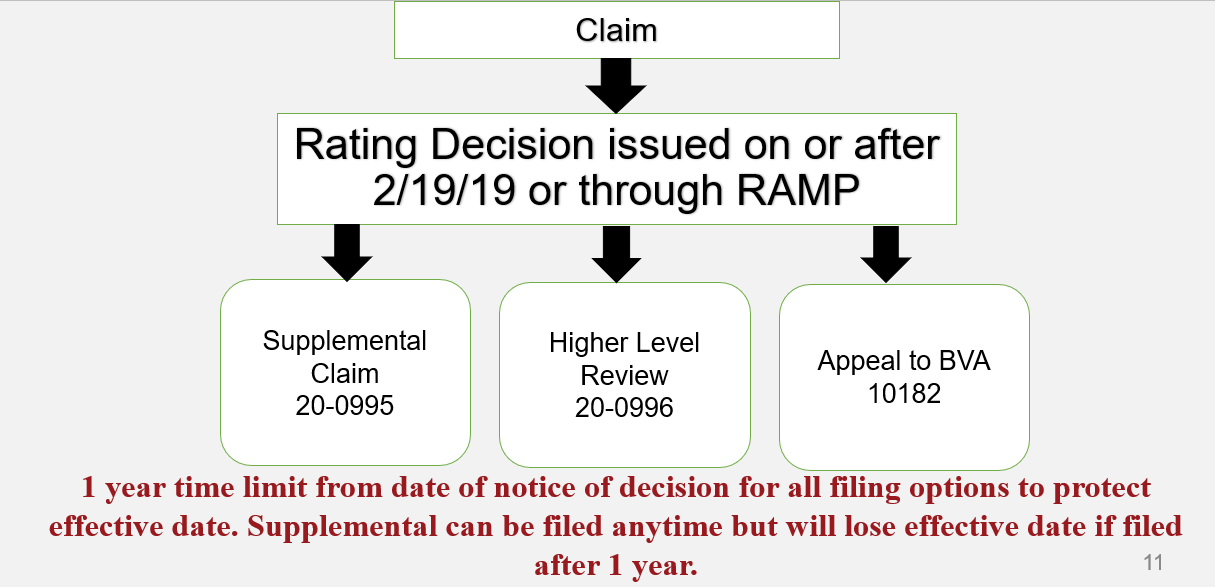 Claim
Rating Decision issued on or after
2/19/19 or through RAMP
Supplemental
Claim
20-0995
Higher Level
Review
20-0996
Appeal to BVA
10182
1 year time limit from date of notice of decision for all filing options to protect
effective date. Supplemental can be filed anytime but will lose effective date if filed
after 1 year.
11